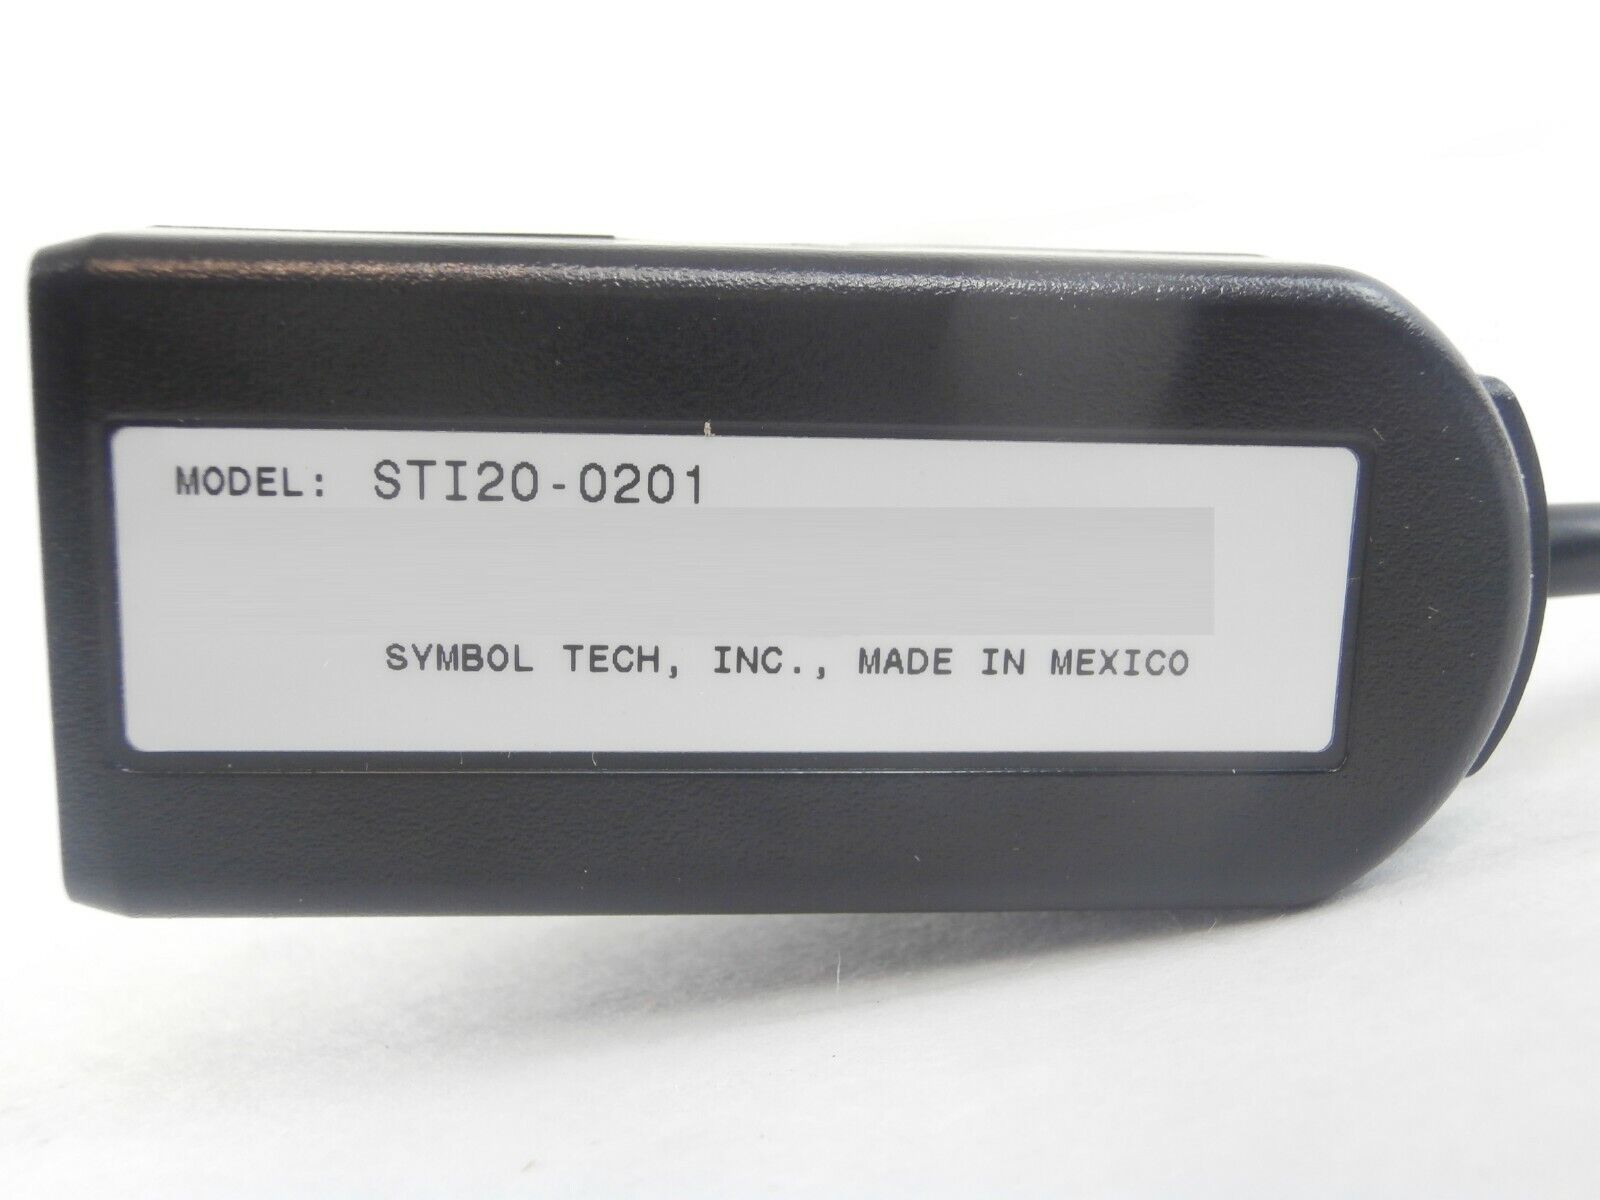 MODEL: STI20-0201
SYMBOL TECH, INC., MADE IN MEXICO